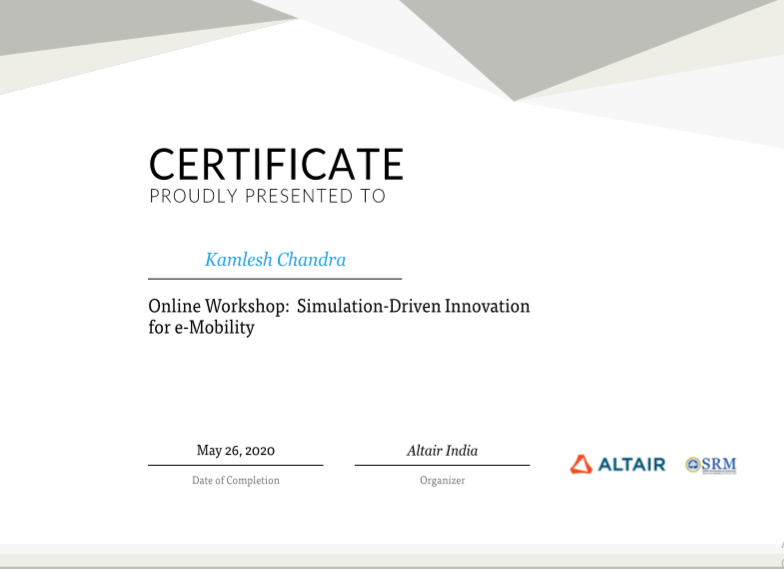 CERTIFICATE
PROUDLY PRESENTED TO
Kamlesh Chandra
Online Workshop: Simulation-Driven Innovation
for e-Mobility
May 26, 2020
Altair India
Date of Completion
Organizer
ALTAIR
SRM